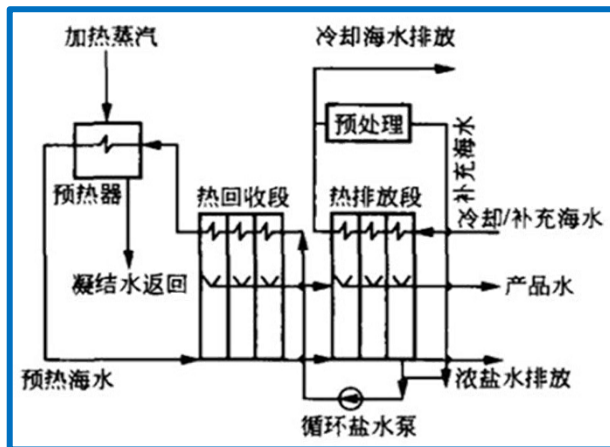 加热蒸汽
冷却海水排放
预处理
补充海水
预热器
热回收段
热排放段
冷却/补充海水
凝结水返回
产品水
预热海水
浓盐水排放
循环盐水泵